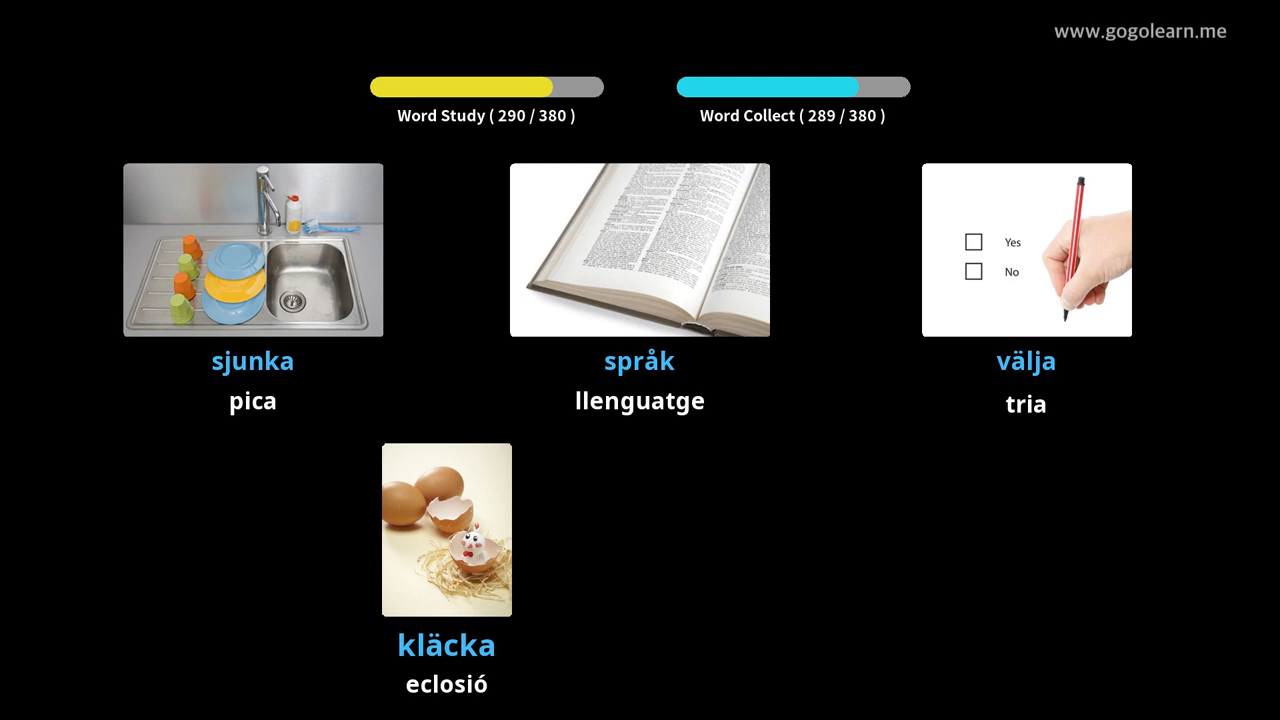 www.gogolearn.me
Word Study ( 290 / 380 )
Word Collect ( 289 / 380 )
Yes
No
sjunka
språk
välja
pica
llenguatge
tria
kläcka
eclosió